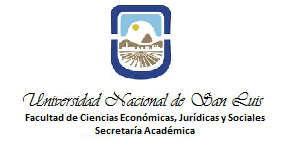 Universidad Nacional de San Luis
Facultad de Ciencias Económicas, Jurídicas y Sociales
Secretaría Académica